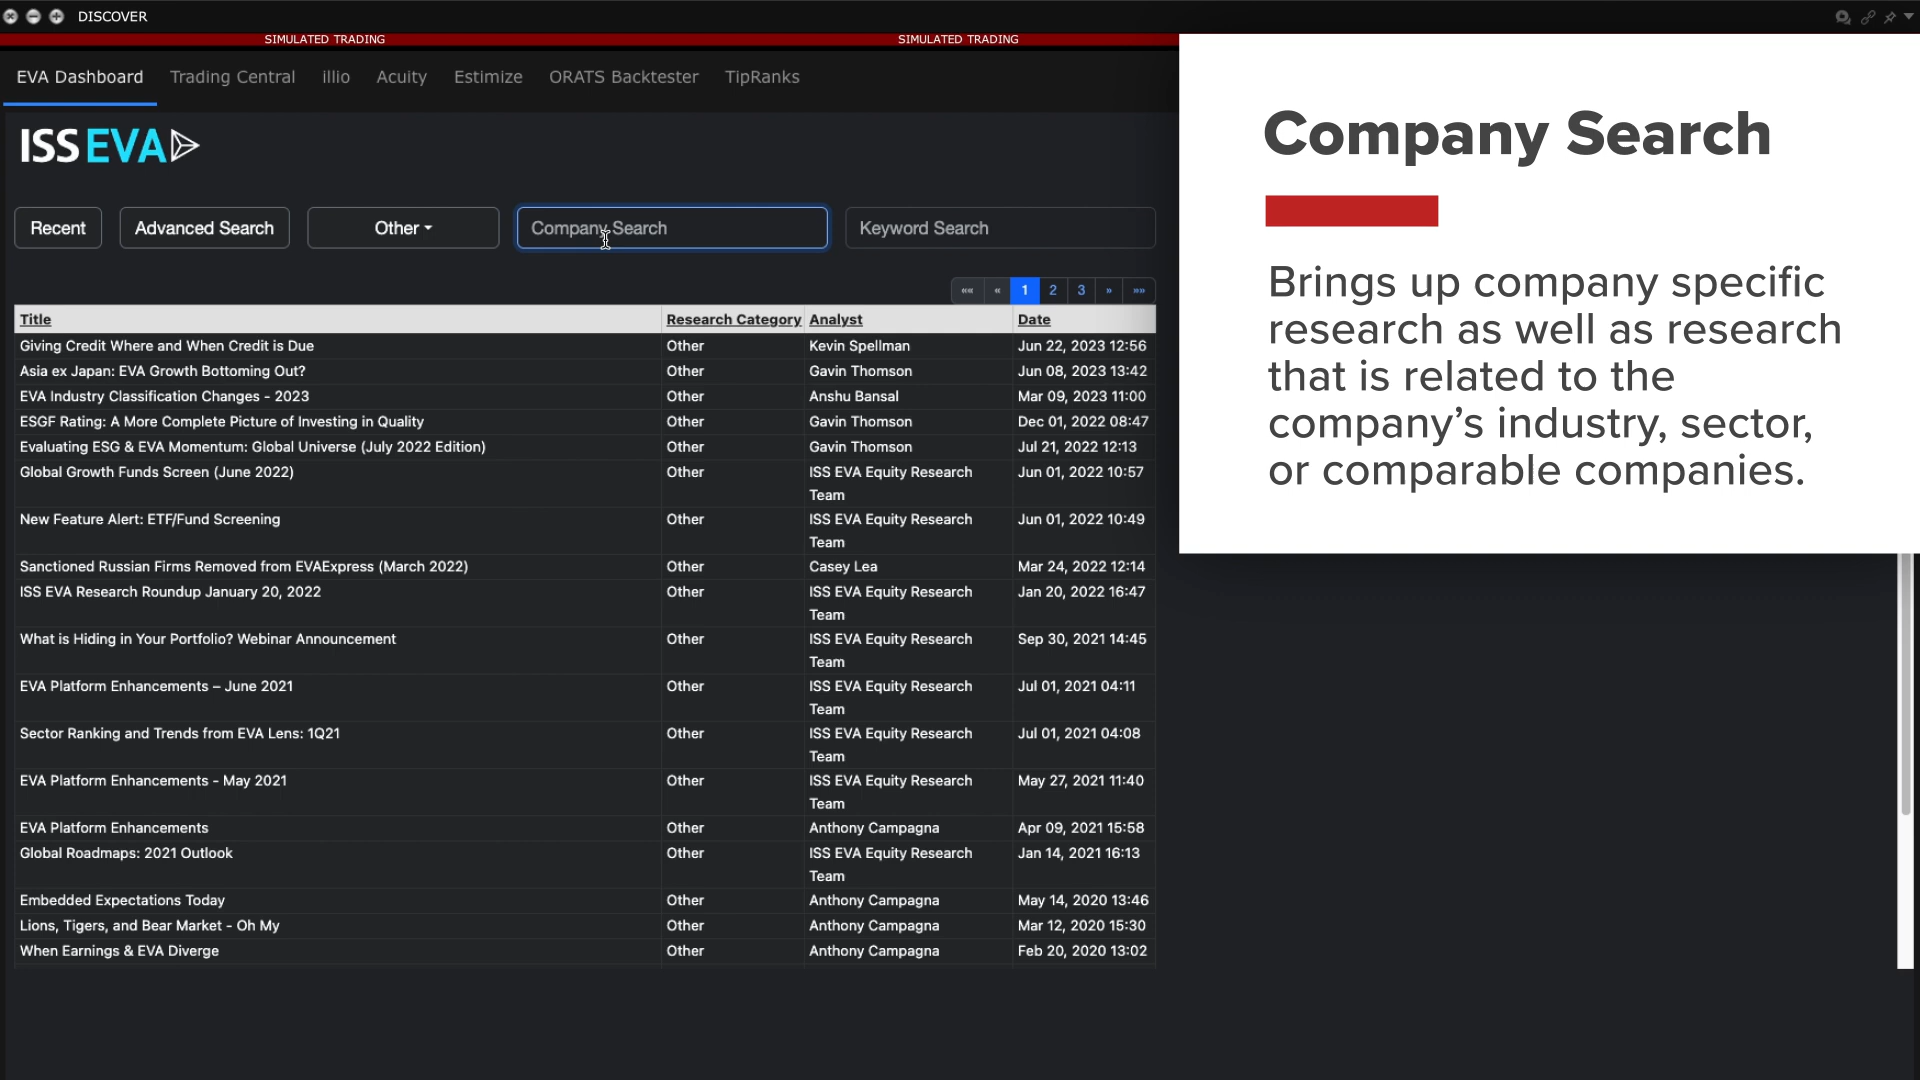 DISCOVER
SIMULATED TRADING SIMULATED TRADING
EVA Dashboard Trading Central illio Acuity Estimize ORATS Backtester TipRanks
ISS EVA
Recent Advanced Search Other Company Search Keyword Search
«« « 1 2 3 » »»
Title Research Category Analyst Date
Giving Credit Where and When Credit is Due Other Kevin Spellman Jun 22, 2023 12:56
Asia ex Japan: EVA Growth Bottoming Out? Other Gavin Thomson Jun 08, 2023 13:42
EVA Industry Classification Changes - 2023 Other Anshu Bansal Mar 09, 2023 11:00
ESGF Rating: A More Complete Picture of Investing in Quality Other Gavin Thomson Dec 01, 2022 08:47
Evaluating ESG & EVA Momentum: Global Universe (July 2022 Edition) Other Gavin Thomson Jul 21, 2022 12:13
Global Growth Funds Screen (June 2022) Other ISS EVA Equity Research Jun 01, 2022 10:57
Team
New Feature Alert: ETF/Fund Screening Other ISS EVA Equity Research Jun 01, 2022 10:49
Team
Sanctioned Russian Firms Removed from EVAExpress (March 2022) Other Casey Lea Mar 24, 2022 12:14
ISS EVA Research Roundup January 20, 2022 Other ISS EVA Equity Research Jan 20, 2022 16:47
Team
What is Hiding in Your Portfolio? Webinar Announcement Other ISS EVA Equity Research Sep 30, 2021 14:45
Team
EVA Platform Enhancements – June 2021 Other ISS EVA Equity Research Jul 01, 2021 04:11
Team
Sector Ranking and Trends from EVA Lens: 1Q21 Other ISS EVA Equity Research Jul 01, 2021 04:08
Team
EVA Platform Enhancements - May 2021 Other ISS EVA Equity Research May 27, 2021 11:40
Team
EVA Platform Enhancements Other Anthony Campagna Apr 09, 2021 15:58
Global Roadmaps: 2021 Outlook Other ISS EVA Equity Research Jan 14, 2021 16:13
Team
Embedded Expectations Today Other Anthony Campagna May 14, 2020 13:46
Lions, Tigers, and Bear Market - Oh My Other Anthony Campagna Mar 12, 2020 15:30
When Earnings & EVA Diverge Other Anthony Campagna Feb 20, 2020 13:02
Company Search
Brings up company specific
research as well as research
that is related to the
company’s industry, sector,
or comparable companies.